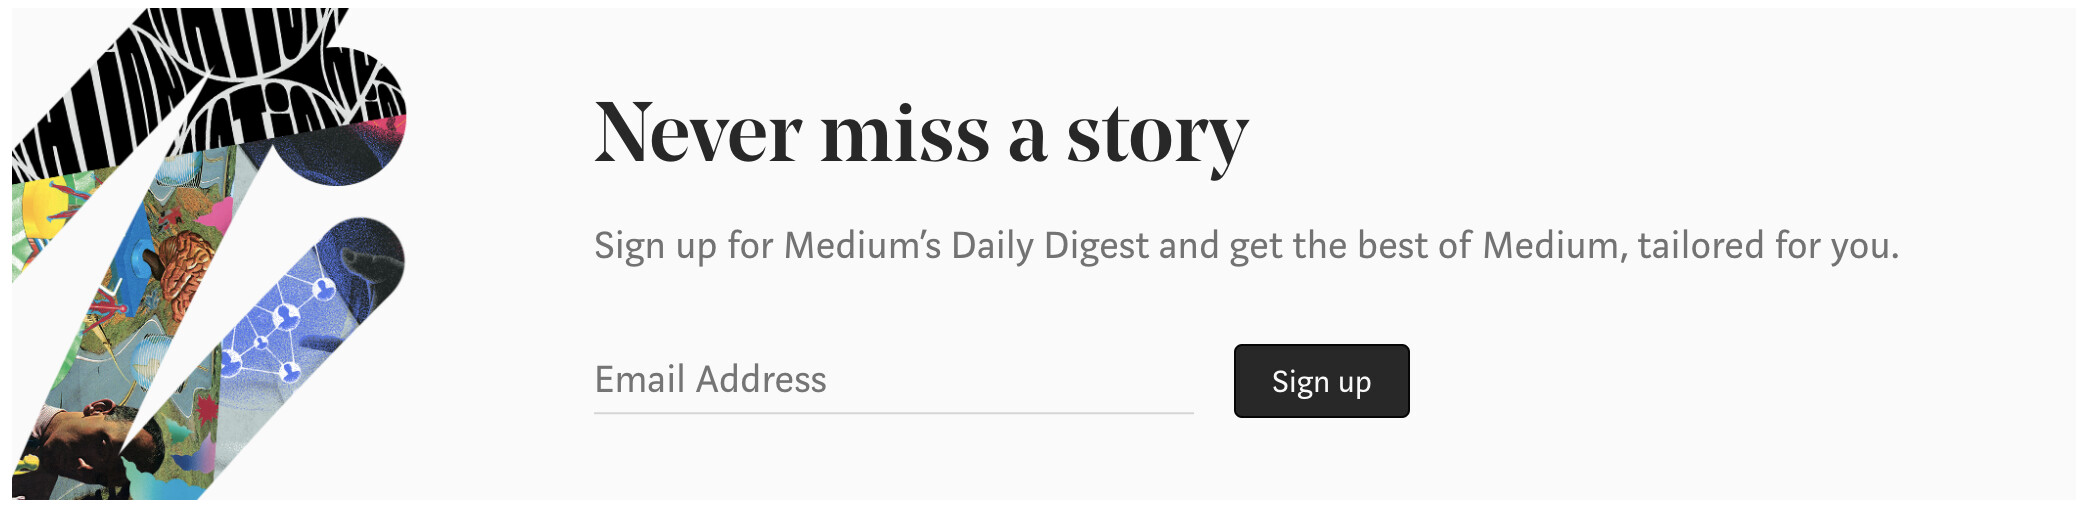 Never miss a story
Sign up for Medium’s Daily Digest and get the best of Medium, tailored for you.
Email Address
Sign up